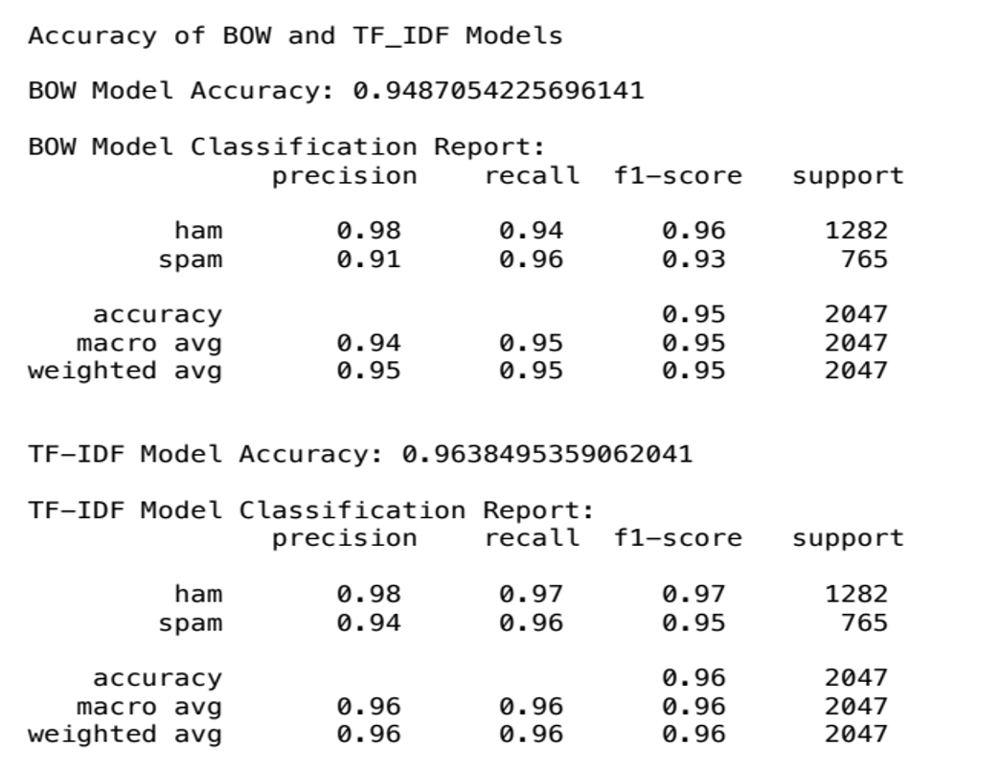 Accuracy of BOW and TF_IDF Models
BOW Model Accuracy: 0.9487054225696141
BOW Model Classification Report:
precision recall f1-score support
ham 0.98 0.94 0.96 1282
spam 0.91 0.96 0.93 765
accuracy 0.95 2047
macro avg 0.94 0.95 0.95 2047
weighted avg 0.95 0.95 0.95 2047
TF-IDF Model Accuracy: 0.9638495359062041
TF-IDF Model Classification Report:
precision recall f1-score support
ham 0.98 0.97 0.97 1282
spam 0.94 0.96 0.95 765
accuracy 0.96 2047
macro avg 0.96 0.96 0.96 2047
weighted avg 0.96 0.96 0.96 2047